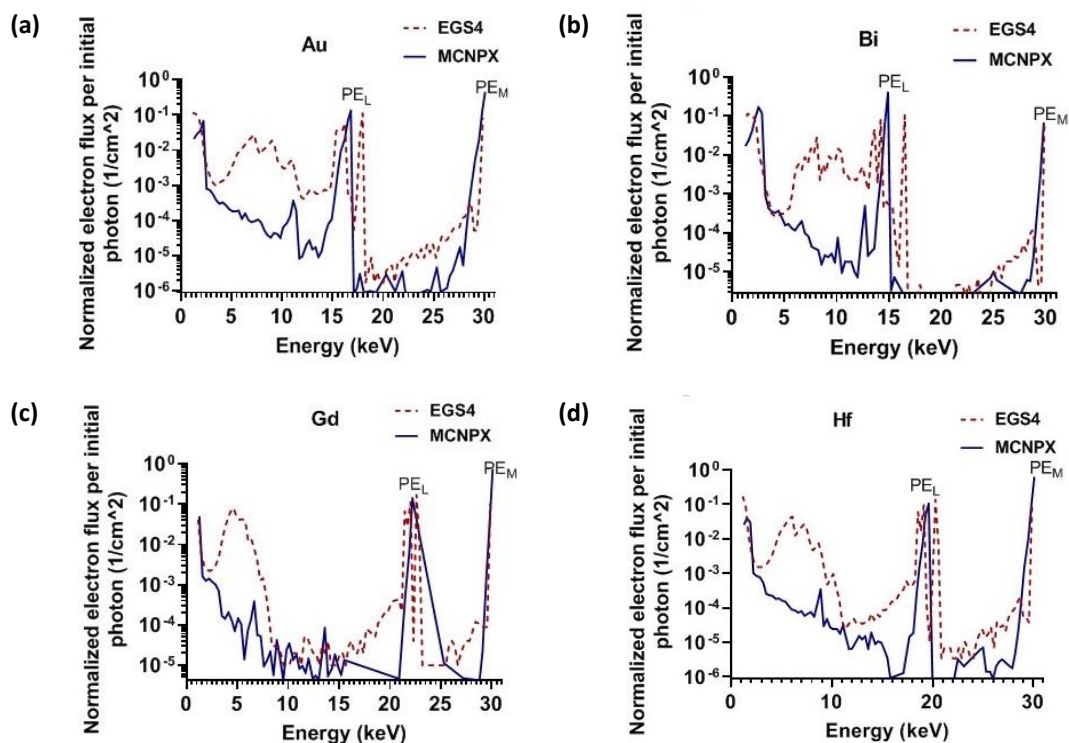 (a)
Au
EGS4
MCNPX
PE_L
PE_M
Normalized electron flux per initial
photon (1/cm^2)
10^0
10^-1
10^-2
10^-3
10^-4
10^-5
10^-6
0 5 10 15 20 25 30
Energy (keV)
(b)
Bi
EGS4
MCNPX
PE_L
PE_M
Normalized electron flux per initial
photon (1/cm^2)
10^0
10^-1
10^-2
10^-3
10^-4
10^-5
0 5 10 15 20 25 30
Energy (keV)
(c)
Gd
EGS4
MCNPX
PE_L
PE_M
Normalized electron flux per initial
photon (1/cm^2)
10^0
10^-1
10^-2
10^-3
10^-4
10^-5
0 5 10 15 20 25 30
Energy (keV)
(d)
Hf
EGS4
MCNPX
PE_L
PE_M
Normalized electron flux per initial
photon (1/cm^2)
10^0
10^-1
10^-2
10^-3
10^-4
10^-5
10^-6
0 5 10 15 20 25 30
Energy (keV)